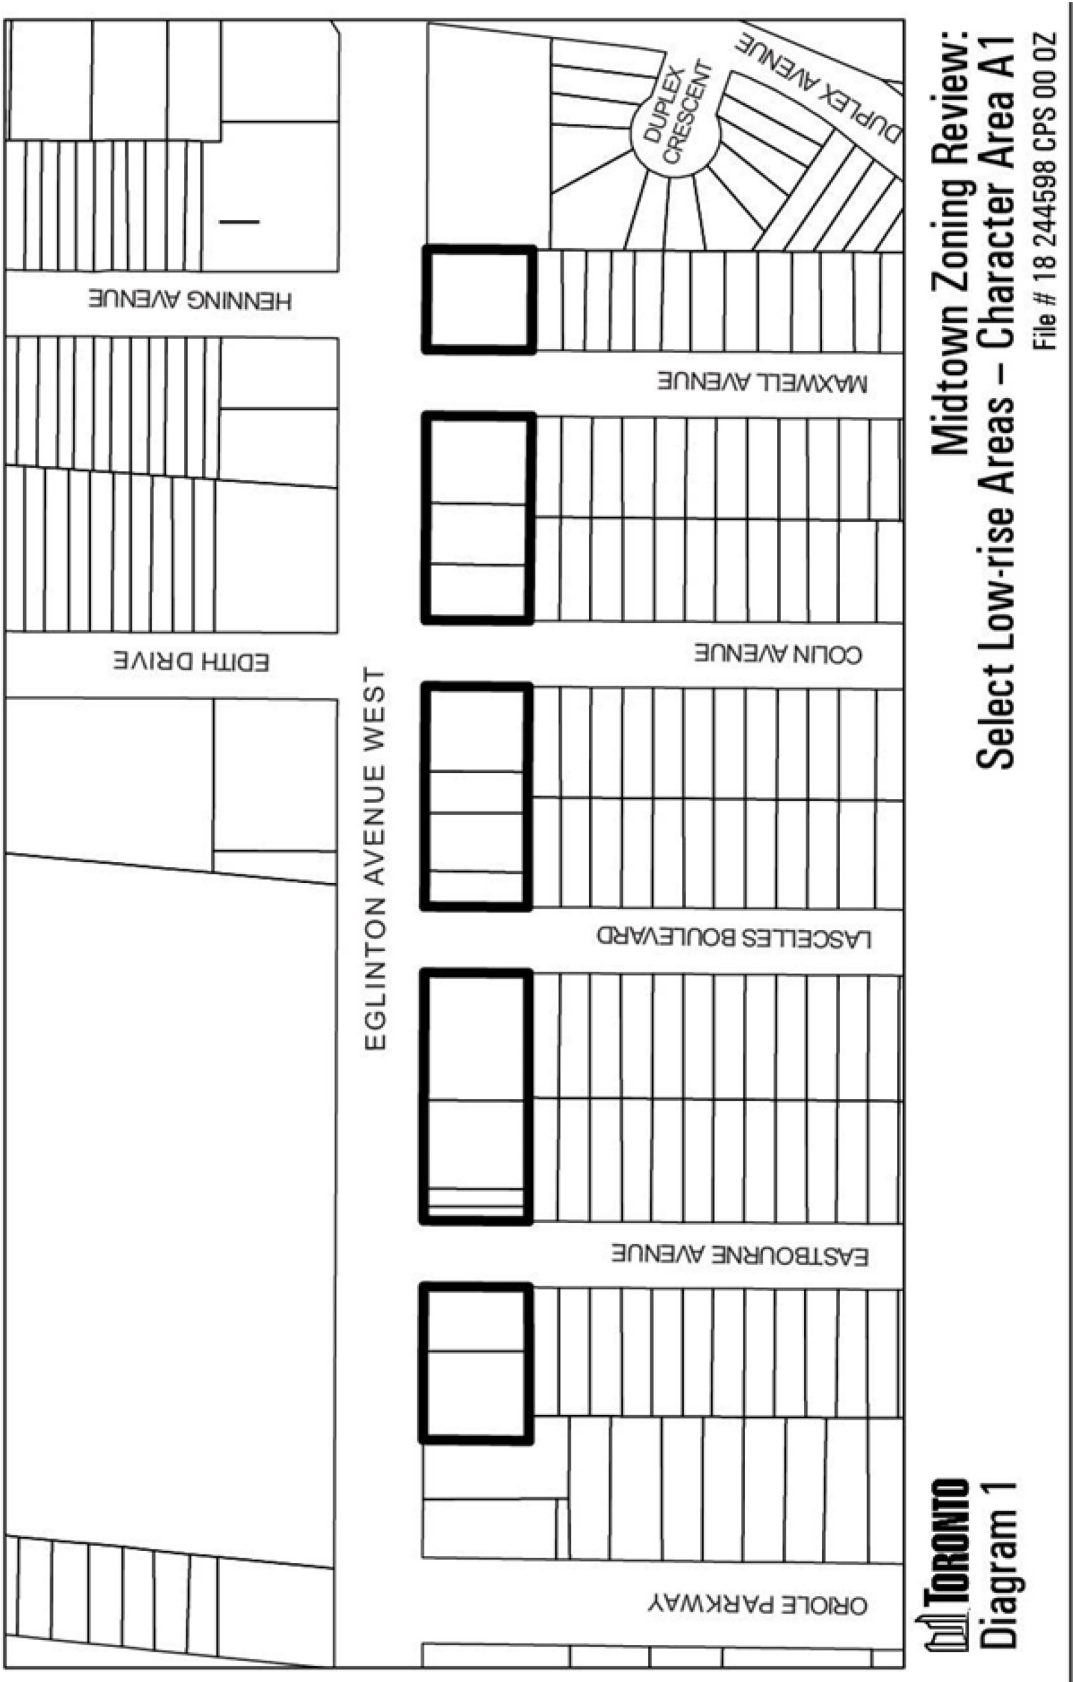 HENNING AVENUE
EDITH DRIVE
EGLINTON AVENUE WEST
DUPLEX
CRESCENT
DUPLEX AVENUE
DUPLEX AVENUE
MAXWELL AVENUE
COLIN AVENUE
LASCELLES BOULEVARD
EASTBOURNE AVENUE
ORIOLE PARKWAY
TORONTO
Diagram 1
Midtown Zoning Review:
Select Low-rise Areas – Character Area A1
File # 18 244598 CPS 00 OZ